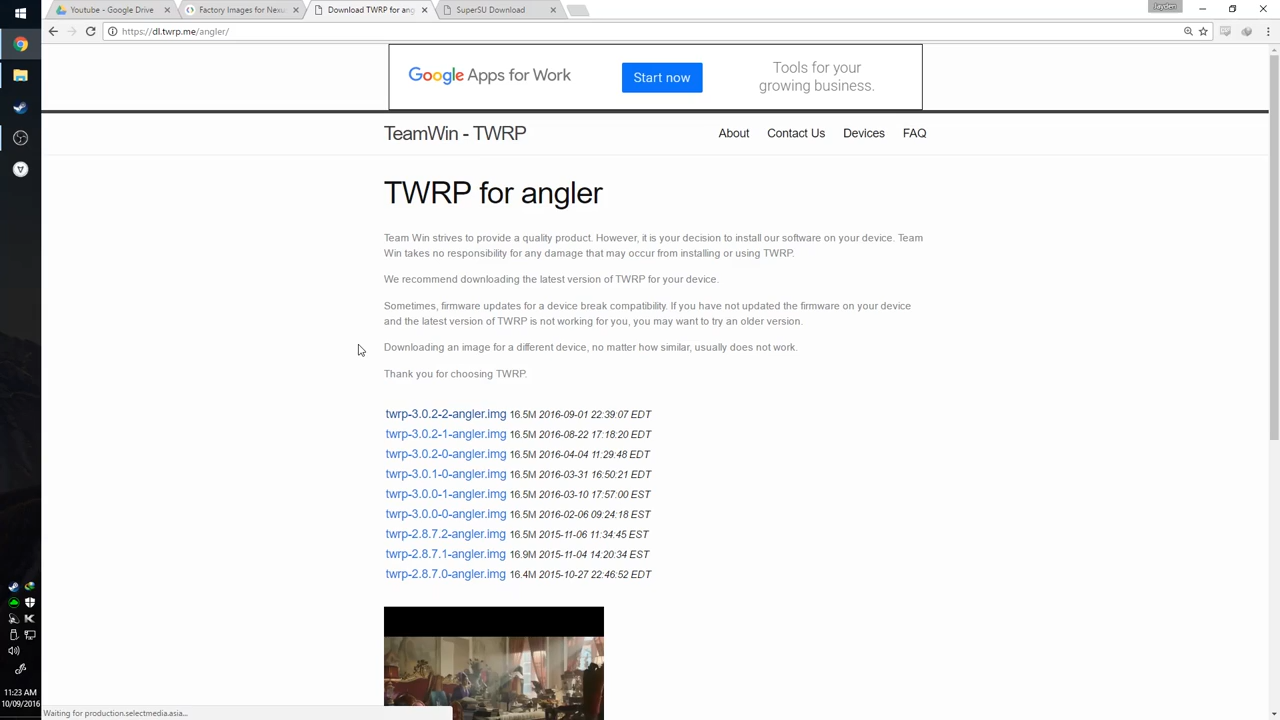 Youtube - Google Drive
Factory Images for Nexu
Download TWRP for ang
SuperSU Download
Jayden
https://dl.twrp.me/angler/
Google Apps for Work
Start now
Tools for your
growing business.
TeamWin - TWRP
About
Contact Us
Devices
FAQ
TWRP for angler
Team Win strives to provide a quality product. However, it is your decision to install our software on your device. Team
Win takes no responsibility for any damage that may occur from installing or using TWRP.
We recommend downloading the latest version of TWRP for your device.
Sometimes, firmware updates for a device break compatibility. If you have not updated the firmware on your device
and the latest version of TWRP is not working for you, you may want to try an older version.
Downloading an image for a different device, no matter how similar, usually does not work.
Thank you for choosing TWRP.
twrp-3.0.2-2-angler.img 16.5M 2016-09-01 22:39:07 EDT
twrp-3.0.2-1-angler.img 16.5M 2016-08-22 17:18:20 EDT
twrp-3.0.2-0-angler.img 16.5M 2016-04-04 11:29:48 EDT
twrp-3.0.1-0-angler.img 16.5M 2016-03-31 16:50:21 EDT
twrp-3.0.0-1-angler.img 16.5M 2016-03-10 17:57:00 EST
twrp-3.0.0-0-angler.img 16.5M 2016-02-06 09:24:18 EST
twrp-2.8.7.2-angler.img 16.5M 2015-11-06 11:34:45 EST
twrp-2.8.7.1-angler.img 16.9M 2015-11-04 14:20:34 EST
twrp-2.8.7.0-angler.img 16.4M 2015-10-27 22:46:52 EDT
11:23 AM
10/09/2016
Waiting for production.selectmedia.asia...